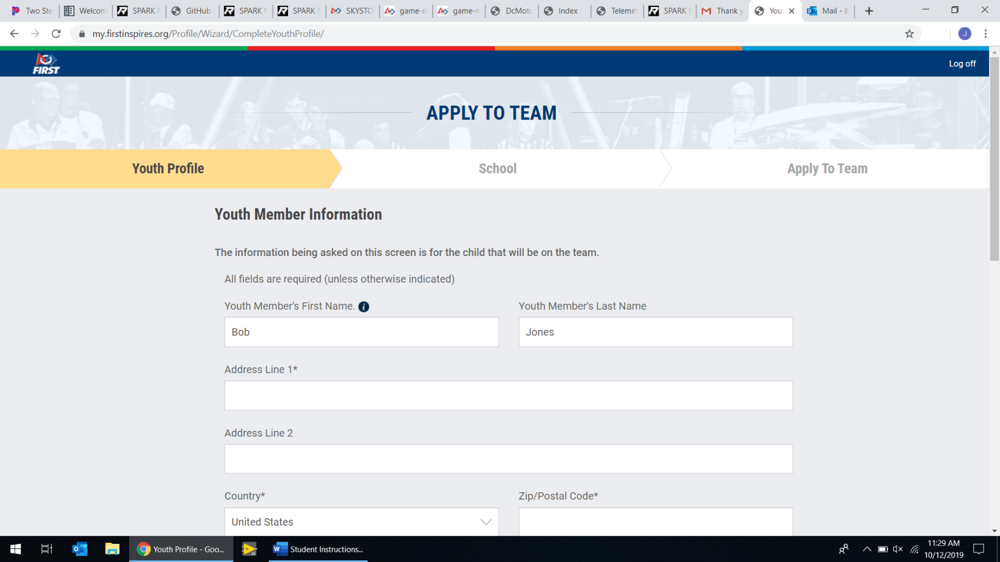 Two Ste Welcom SPARK GitHub SPARK SPARK SKYSTO game-m game-m DcMoto Index Telemet SPARK Thank y You Mail - B
my.firstinspires.org/Profile/Wizard/CompleteYouthProfile/ J
FIRST Log off
APPLY TO TEAM
Youth Profile School Apply To Team
Youth Member Information
The information being asked on this screen is for the child that will be on the team.
All fields are required (unless otherwise indicated)
Youth Member's First Name. i Youth Member's Last Name
Bob Jones
Address Line 1*
Address Line 2
Country* Zip/Postal Code*
United States
Youth Profile - Goo... Student Instructions... 11:29 AM
10/12/2019